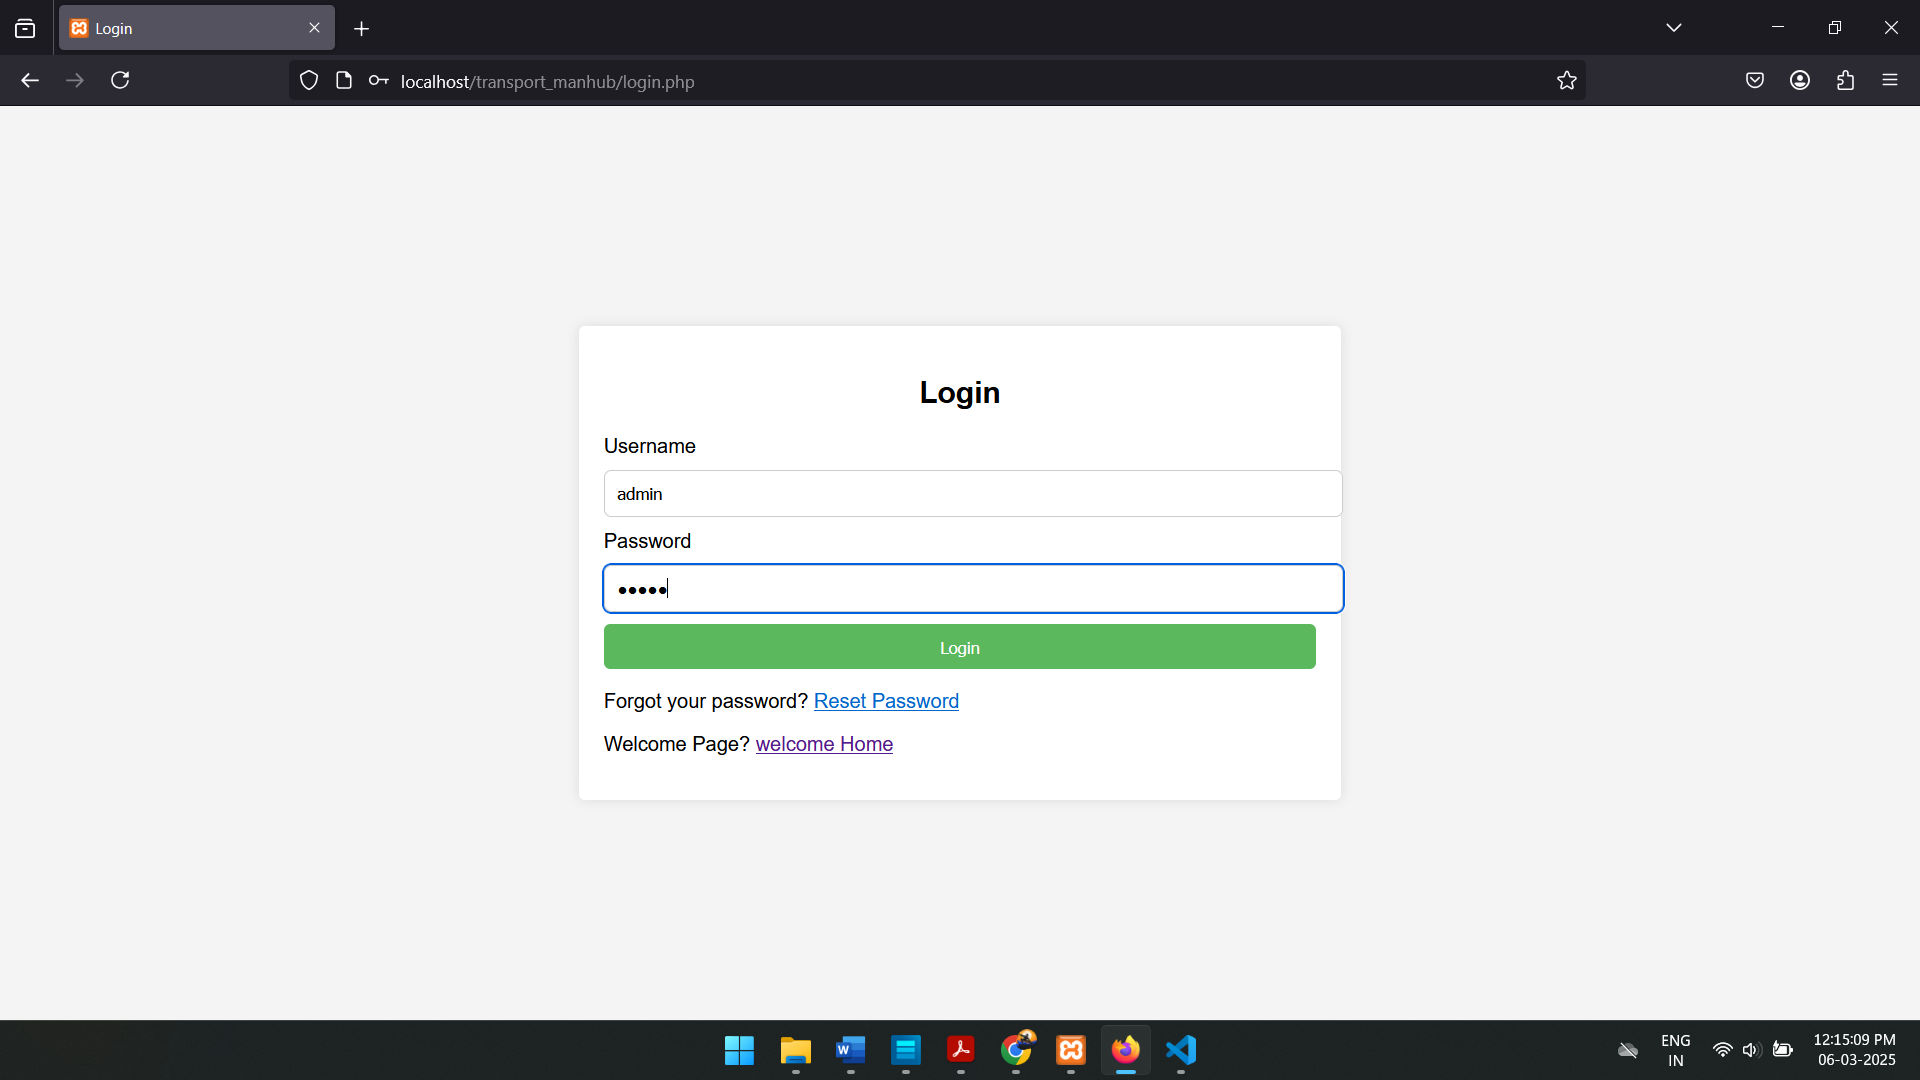 Login
localhost/transport_manhub/login.php
Login
Username
admin
Password
•••••
Login
Forgot your password? Reset Password
Welcome Page? welcome Home
ENG
IN
12:15:09 PM
06-03-2025